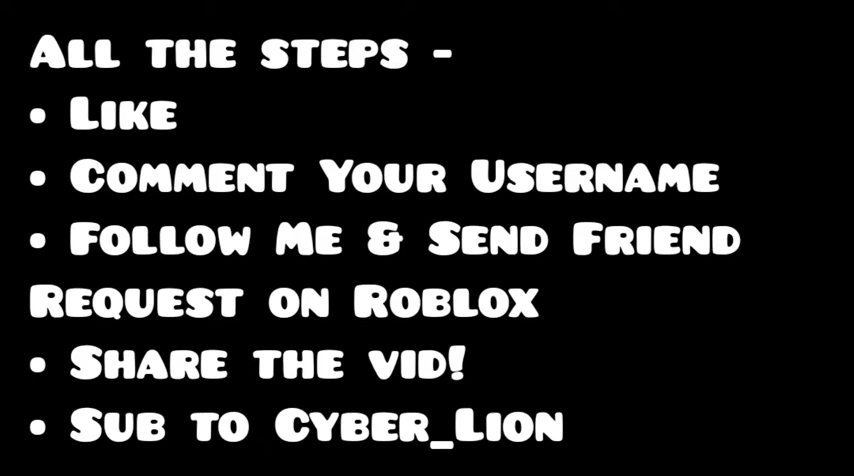 All the steps -
• Like
• Comment Your Username
• Follow Me & Send Friend
Request on Roblox
• Share the vid!
• Sub to Cyber_Lion